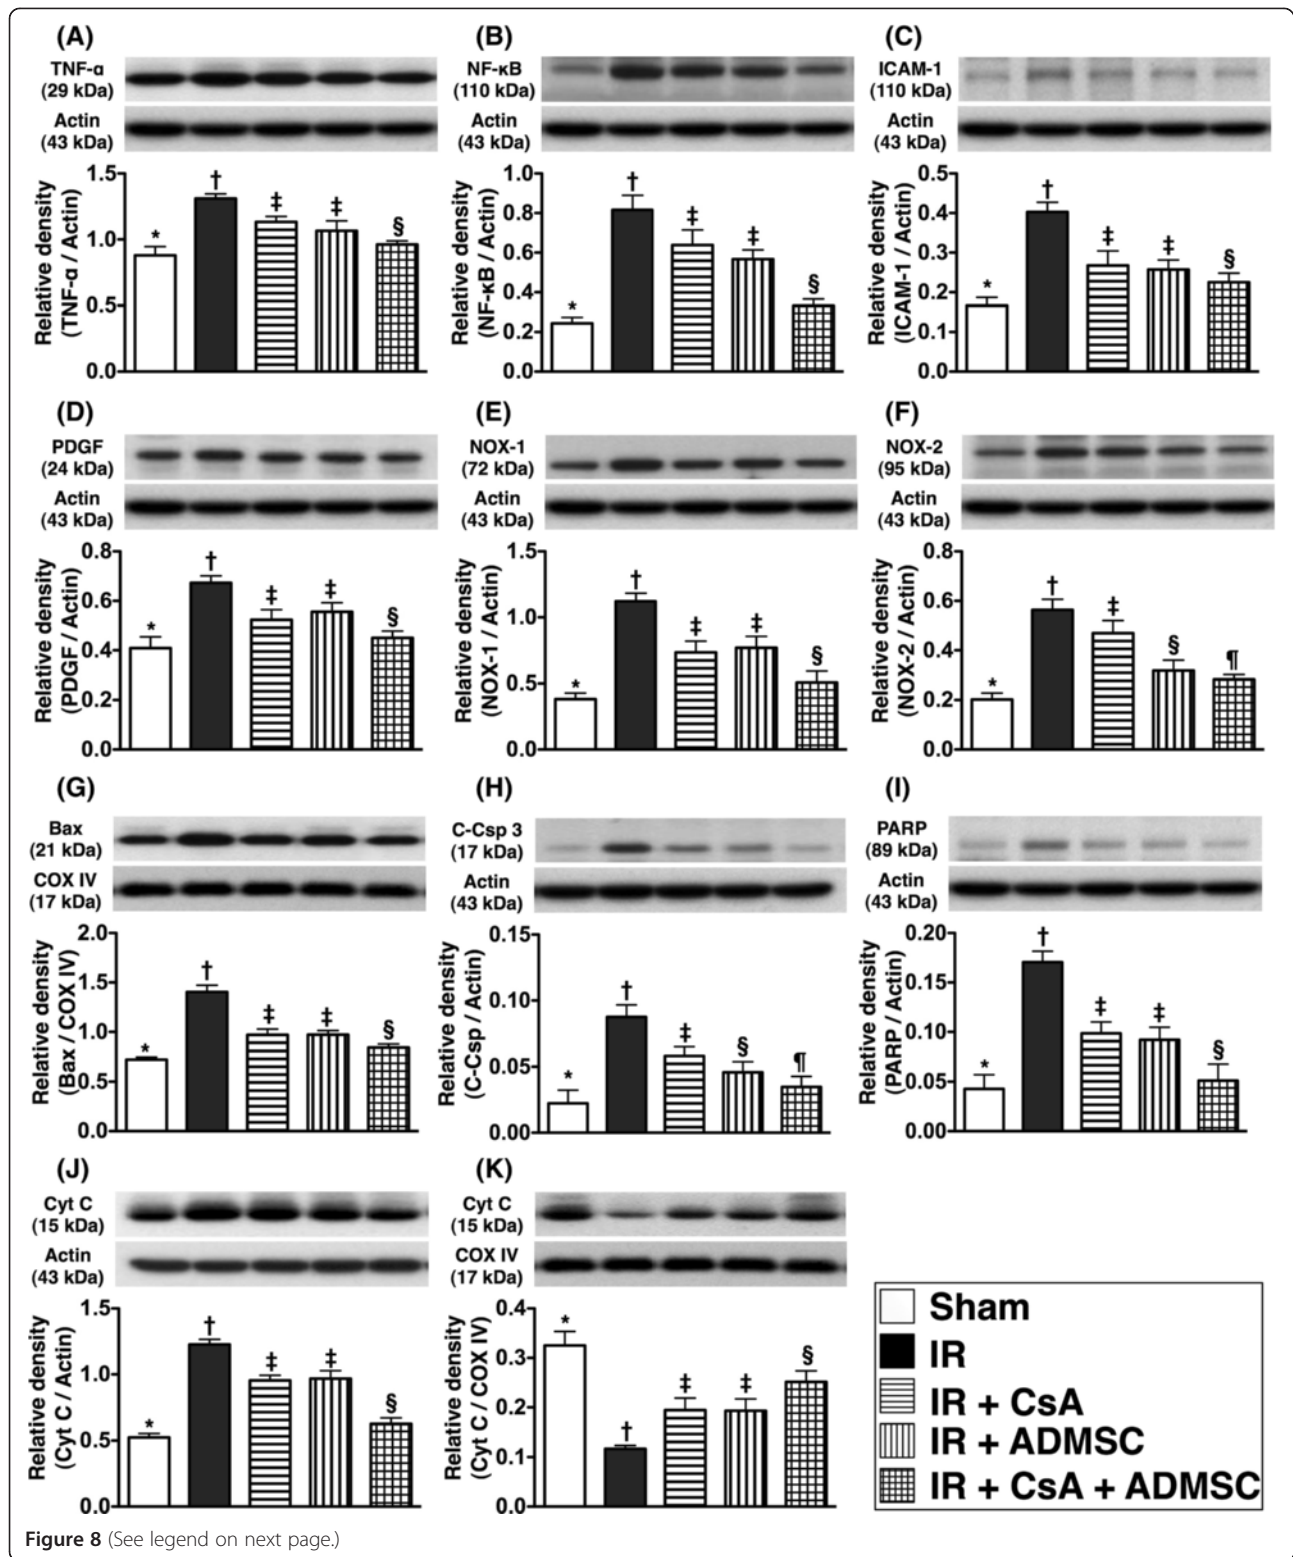 (A)
TNF-α
(29 kDa)
Actin
(43 kDa)
Relative density
(TNF-α / Actin)
1.5
1.0
0.5
0.0
*
†
‡
‡
§
(B)
NF-κB
(110 kDa)
Actin
(43 kDa)
Relative density
(NF-κB / Actin)
1.0
0.8
0.6
0.4
0.2
0.0
*
†
‡
‡
§
(C)
ICAM-1
(110 kDa)
Actin
(43 kDa)
Relative density
(ICAM-1 / Actin)
0.5
0.4
0.3
0.2
0.1
0.0
*
†
‡
‡
§
(D)
PDGF
(24 kDa)
Actin
(43 kDa)
Relative density
(PDGF / Actin)
0.8
0.6
0.4
0.2
0.0
*
†
‡
‡
§
(E)
NOX-1
(72 kDa)
Actin
(43 kDa)
Relative density
(NOX-1 / Actin)
1.5
1.0
0.5
0.0
*
†
‡
‡
§
(F)
NOX-2
(95 kDa)
Actin
(43 kDa)
Relative density
(NOX-2 / Actin)
0.8
0.6
0.4
0.2
0.0
*
†
‡
§
¶
(G)
Bax
(21 kDa)
COX IV
(17 kDa)
Relative density
(Bax / COX IV)
2.0
1.5
1.0
0.5
0.0
*
†
‡
‡
§
(H)
C-Csp 3
(17 kDa)
Actin
(43 kDa)
Relative density
(C-Csp / Actin)
0.15
0.10
0.05
0.00
*
†
‡
§
¶
(I)
PARP
(89 kDa)
Actin
(43 kDa)
Relative density
(PARP / Actin)
0.20
0.15
0.10
0.05
0.00
*
†
‡
‡
§
(J)
Cyt C
(15 kDa)
Actin
(43 kDa)
Relative density
(Cyt C / Actin)
1.5
1.0
0.5
0.0
*
†
‡
‡
§
(K)
Cyt C
(15 kDa)
COX IV
(17 kDa)
Relative density
(Cyt C / COX IV)
0.4
0.3
0.2
0.1
0.0
*
†
‡
‡
§
Sham
IR
IR + CsA
IR + ADMSC
IR + CsA + ADMSC
Figure 8 (See legend on next page.)